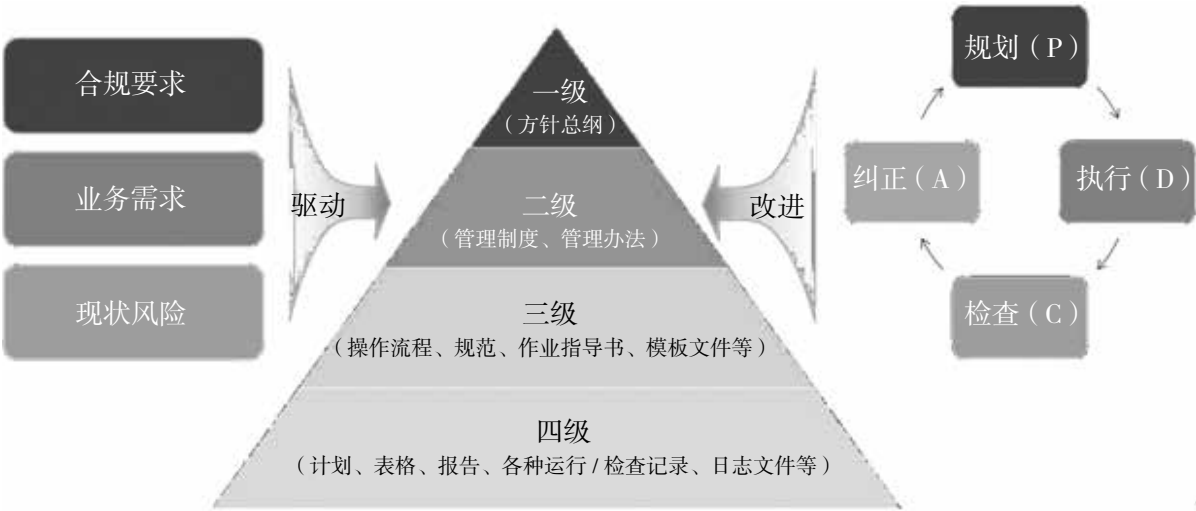 合规要求
业务需求
现状风险
驱动
一级
（方针总纲）
二级
（管理制度、管理办法）
三级
（操作流程、规范、作业指导书、模板文件等）
四级
（计划、表格、报告、各种运行/检查记录、日志文件等）
改进
规划（P）
纠正（A）
执行（D）
检查（C）